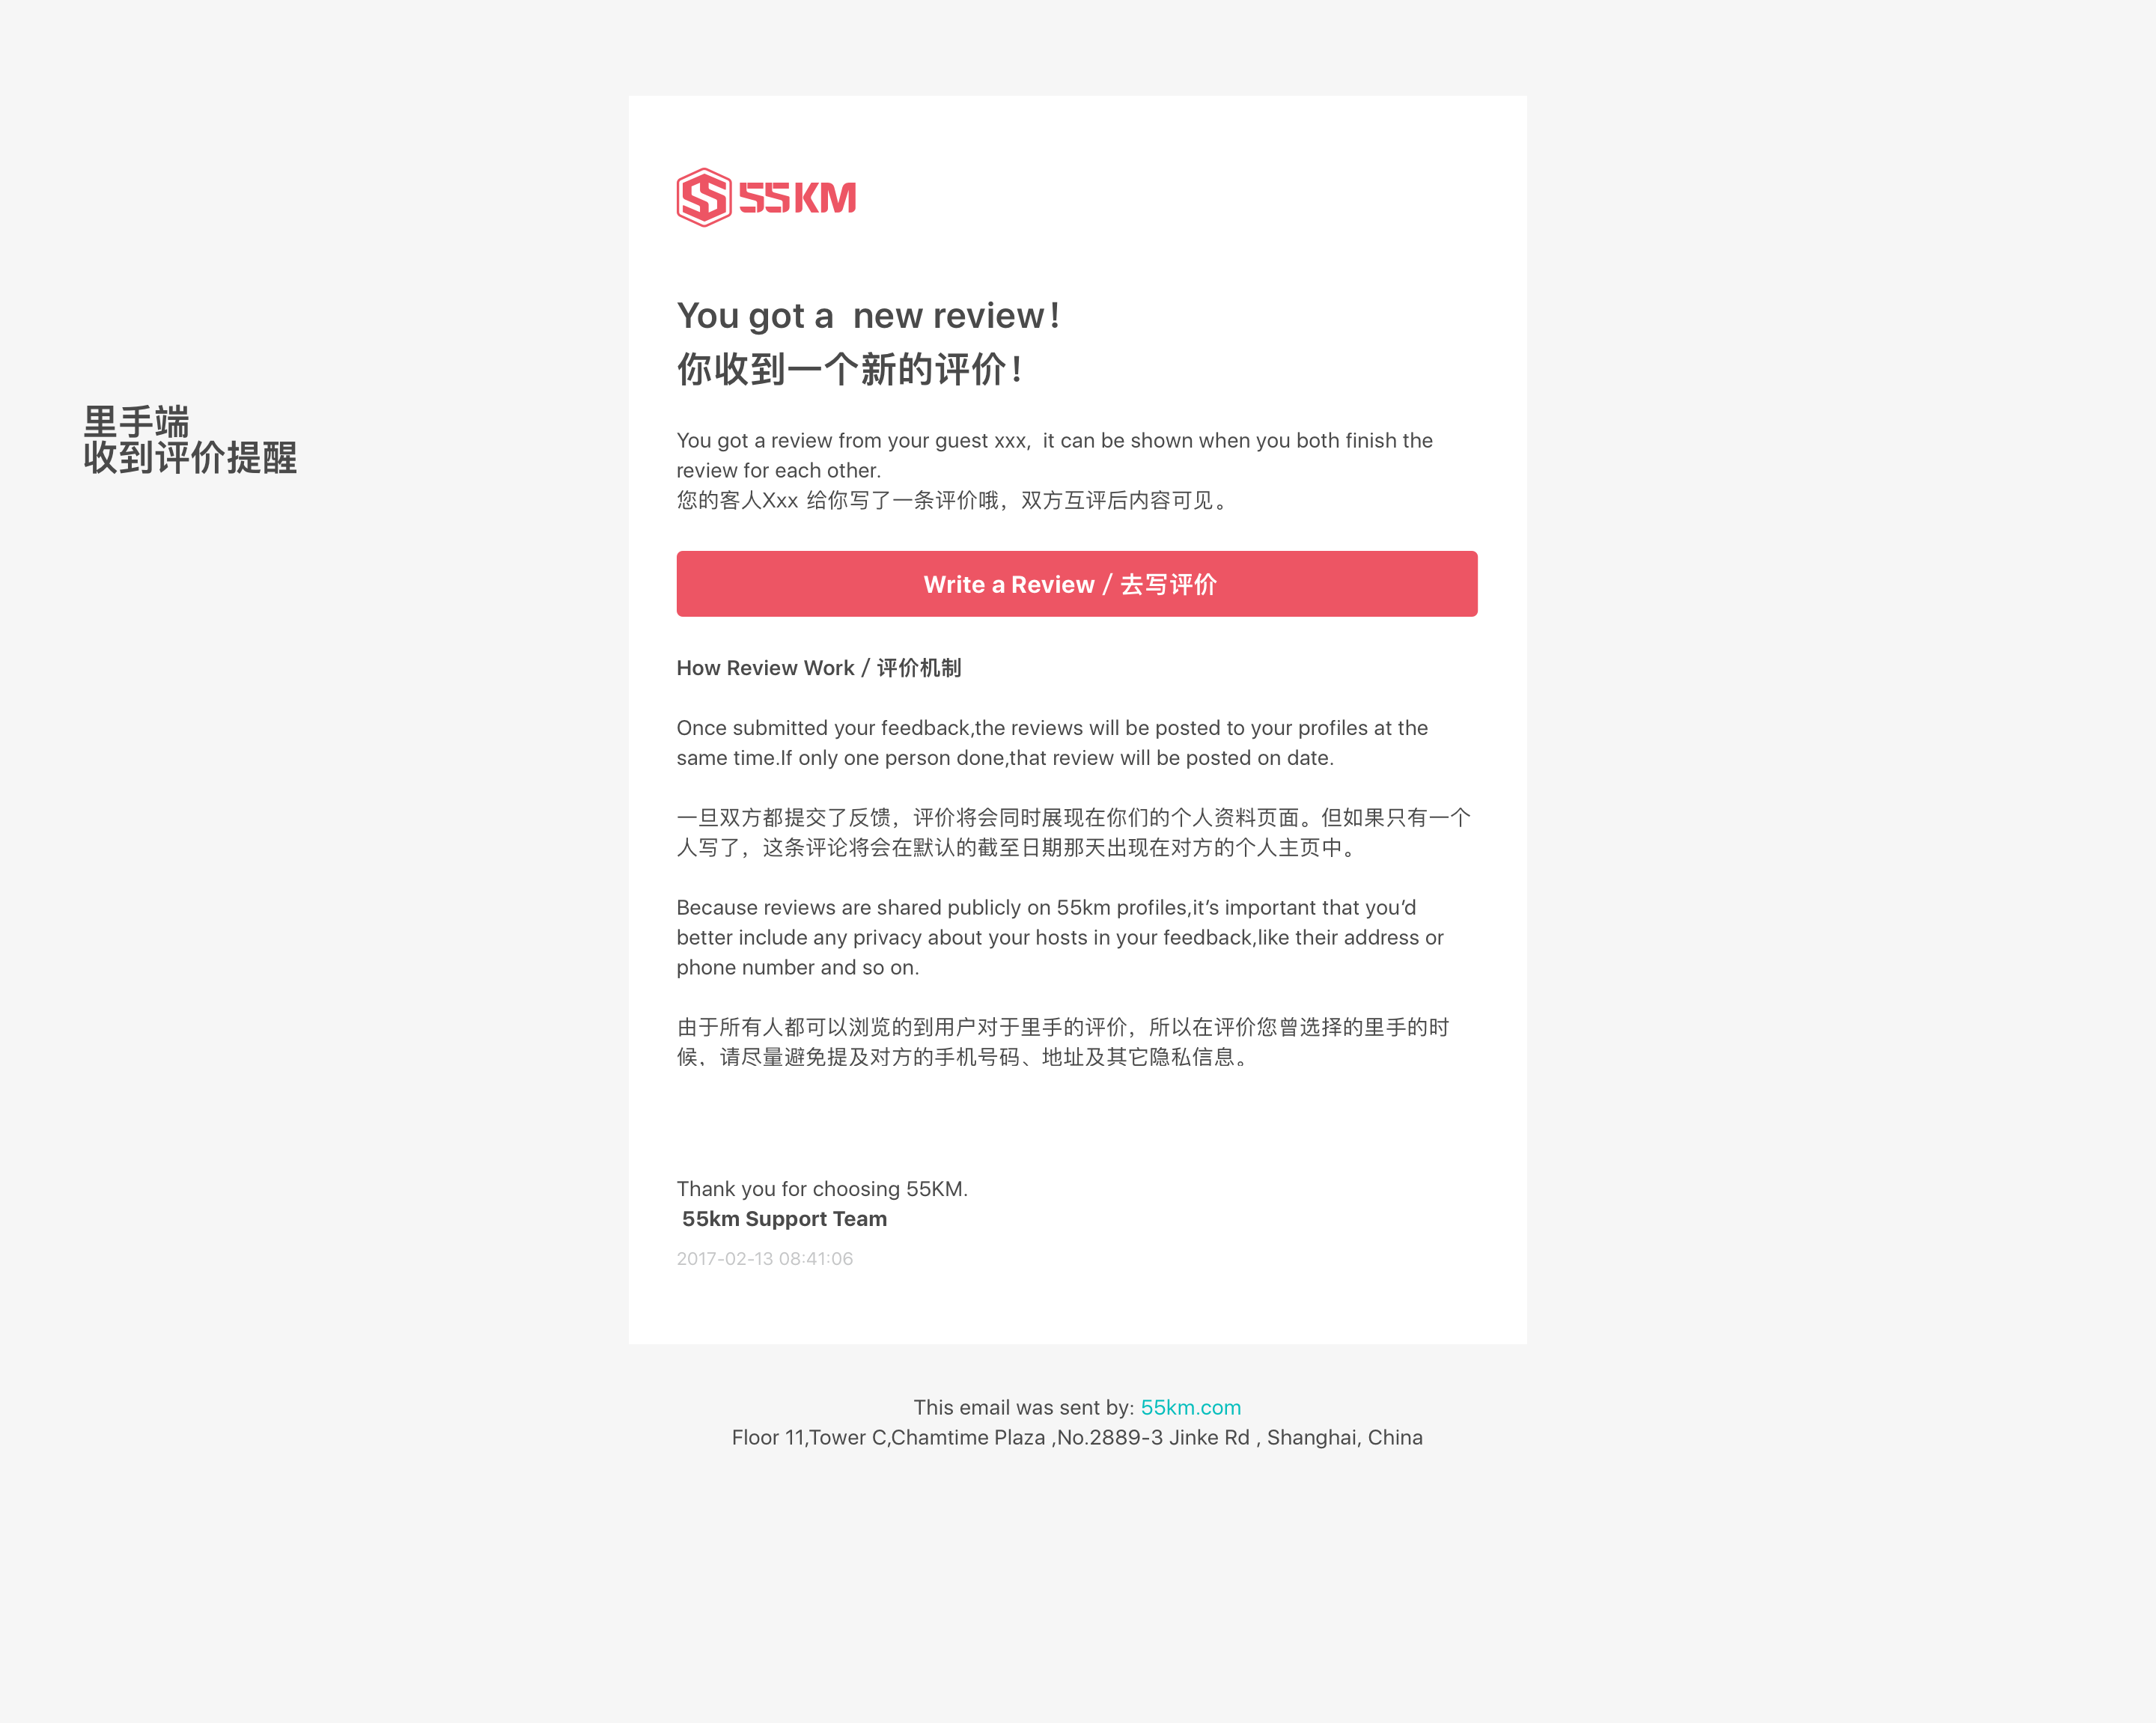 里手端
收到评价提醒
55KM
You got a  new review！
你收到一个新的评价！
You got a review from your guest xxx,  it can be shown when you both finish the
review for each other.
您的客人Xxx 给你写了一条评价哦，双方互评后内容可见。
Write a Review / 去写评价
How Review Work / 评价机制
Once submitted your feedback,the reviews will be posted to your profiles at the
same time.If only one person done,that review will be posted on date.
一旦双方都提交了反馈，评价将会同时展现在你们的个人资料页面。但如果只有一个
人写了，这条评论将会在默认的截至日期那天出现在对方的个人主页中。
Because reviews are shared publicly on 55km profiles,it’s important that you’d
better include any privacy about your hosts in your feedback,like their address or
phone number and so on.
由于所有人都可以浏览的到用户对于里手的评价，所以在评价您曾选择的里手的时
候，请尽量避免提及对方的手机号码、地址及其它隐私信息。
Thank you for choosing 55KM.
55km Support Team
2017-02-13 08:41:06
This email was sent by: 55km.com
Floor 11,Tower C,Chamtime Plaza ,No.2889-3 Jinke Rd , Shanghai, China